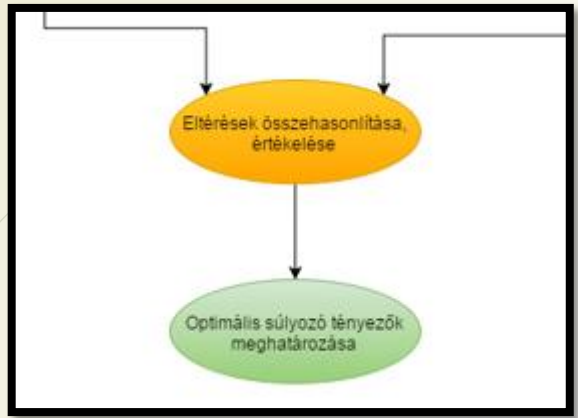 Eltérések összehasonlítása,
értékelése
Optimális súlyozó tényezők
meghatározása